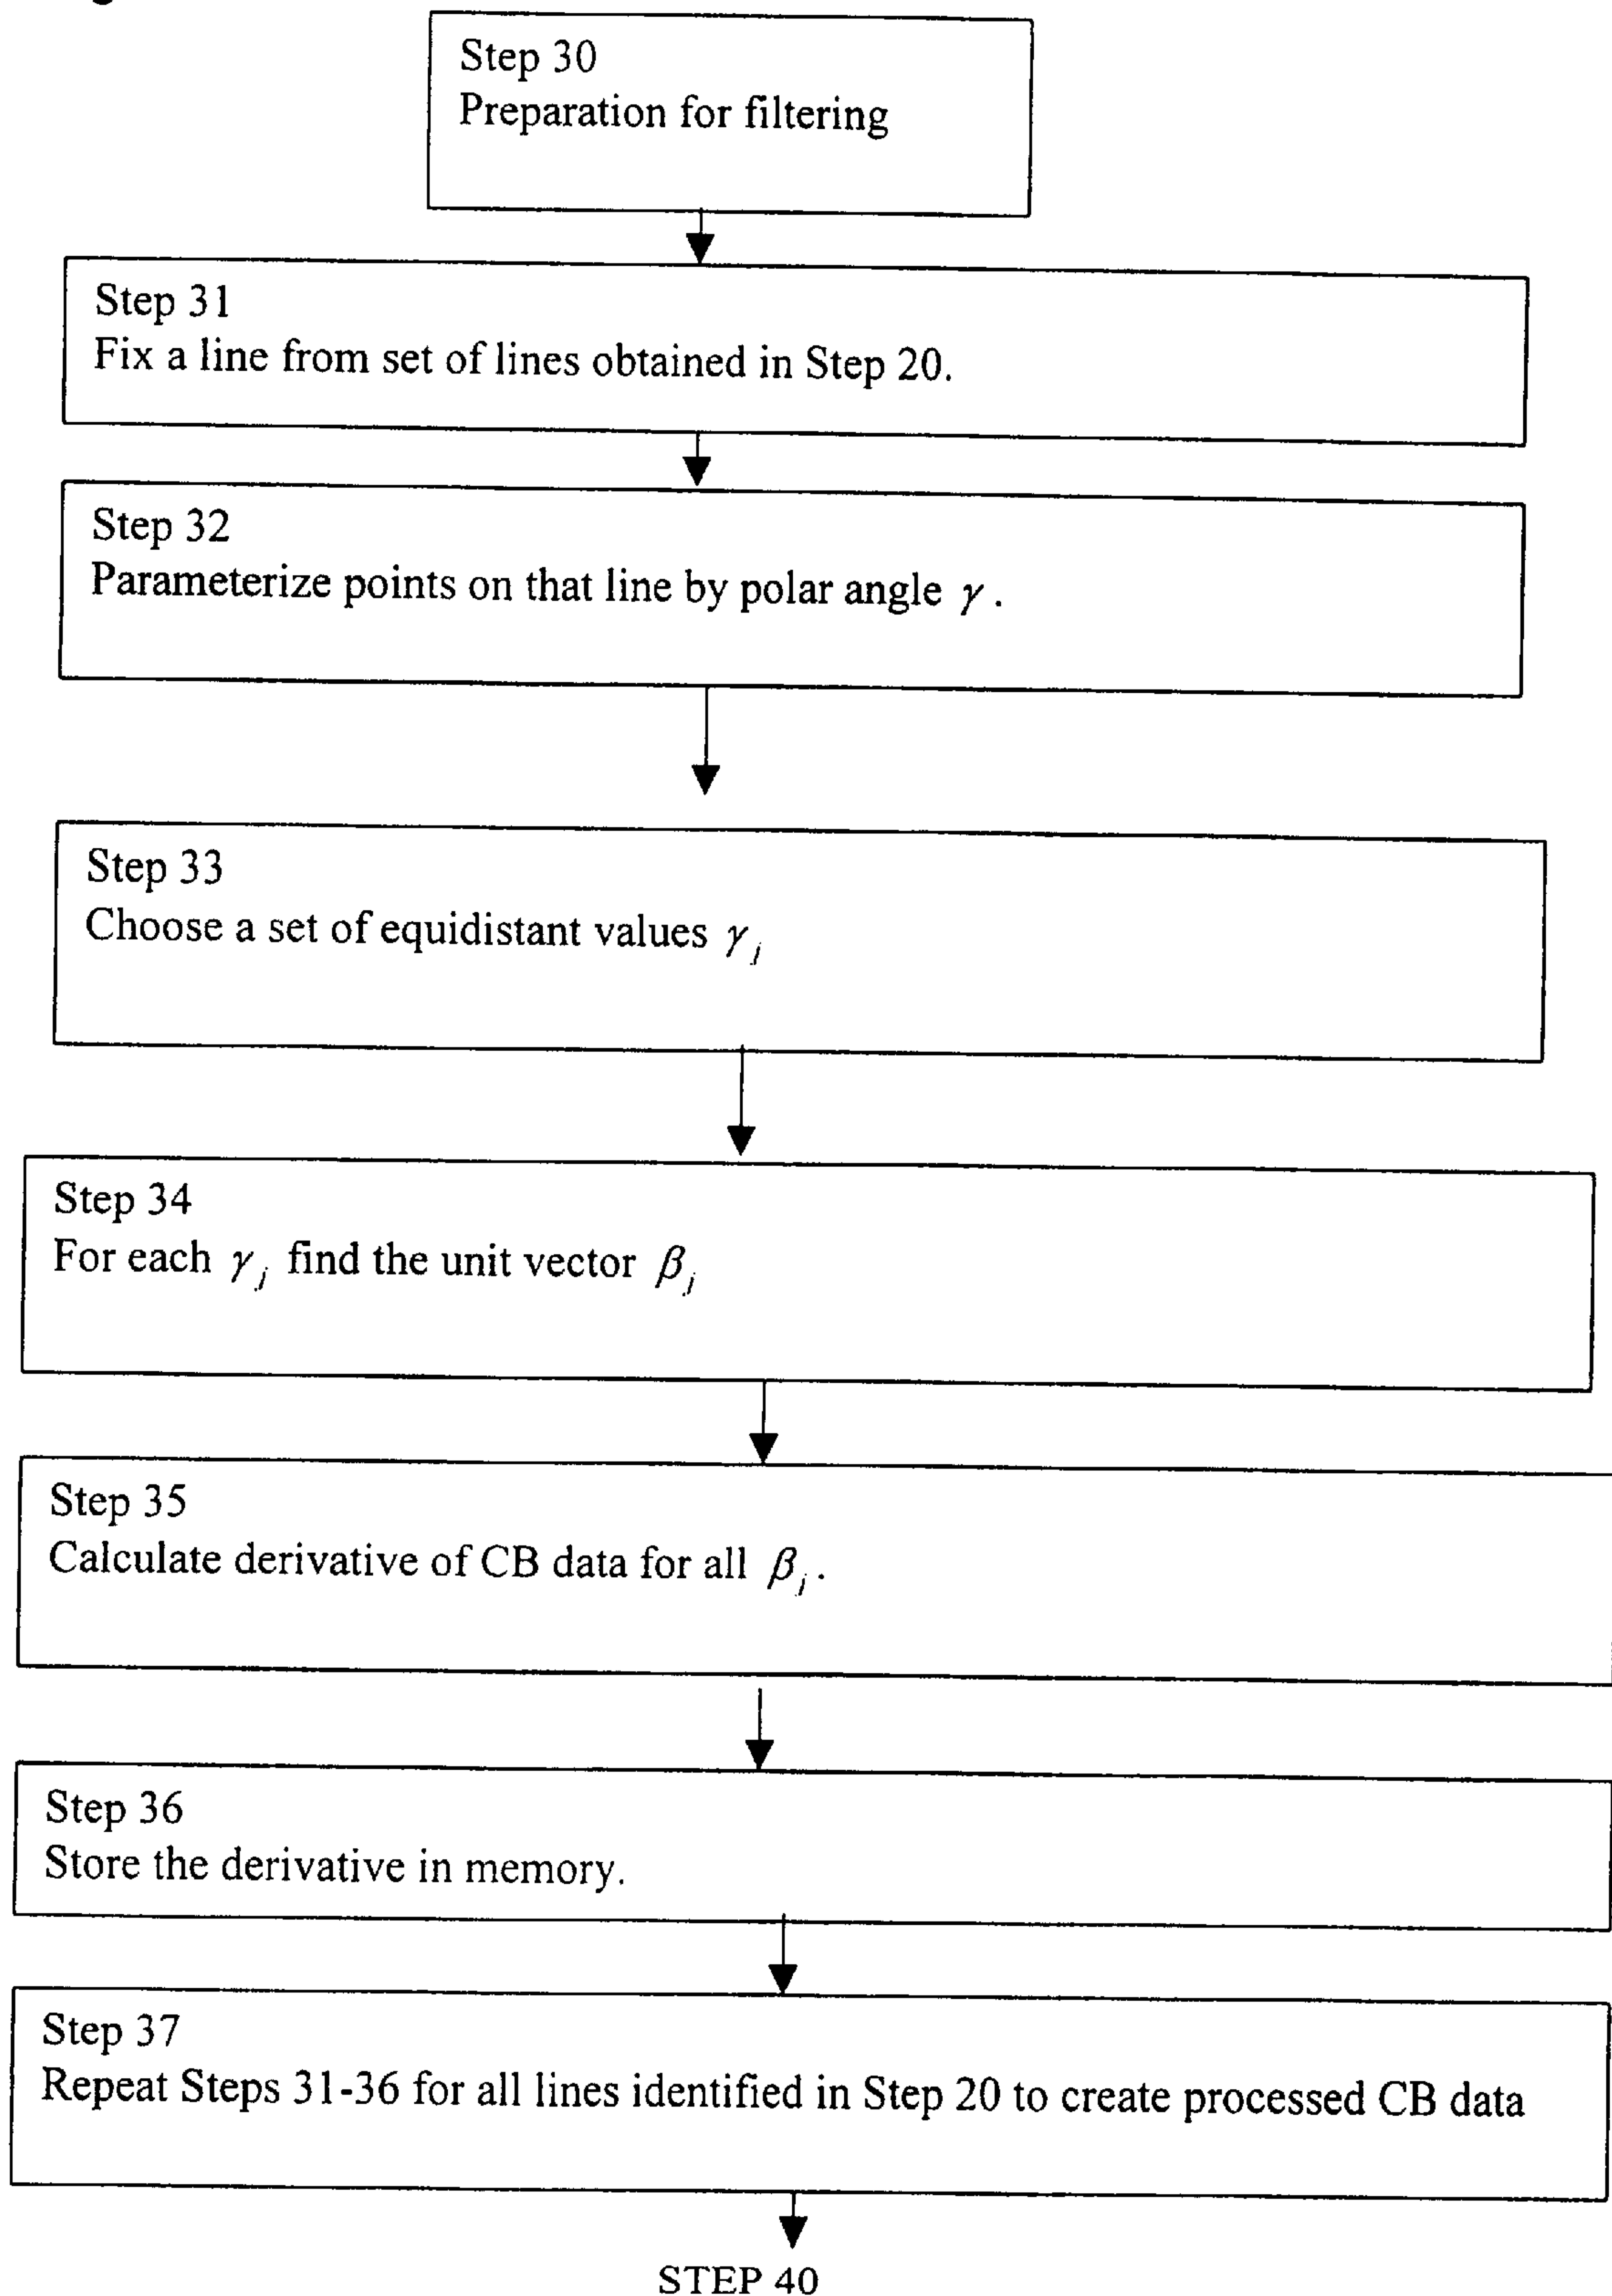 Step 30
Preparation for filtering
Step 31
Fix a line from set of lines obtained in Step 20.
Step 32
Parameterize points on that line by polar angle γ.
Step 33
Choose a set of equidistant values γ_j
Step 34
For each γ_j find the unit vector β_j
Step 35
Calculate derivative of CB data for all β_j.
Step 36
Store the derivative in memory.
Step 37
Repeat Steps 31-36 for all lines identified in Step 20 to create processed CB data
STEP 40